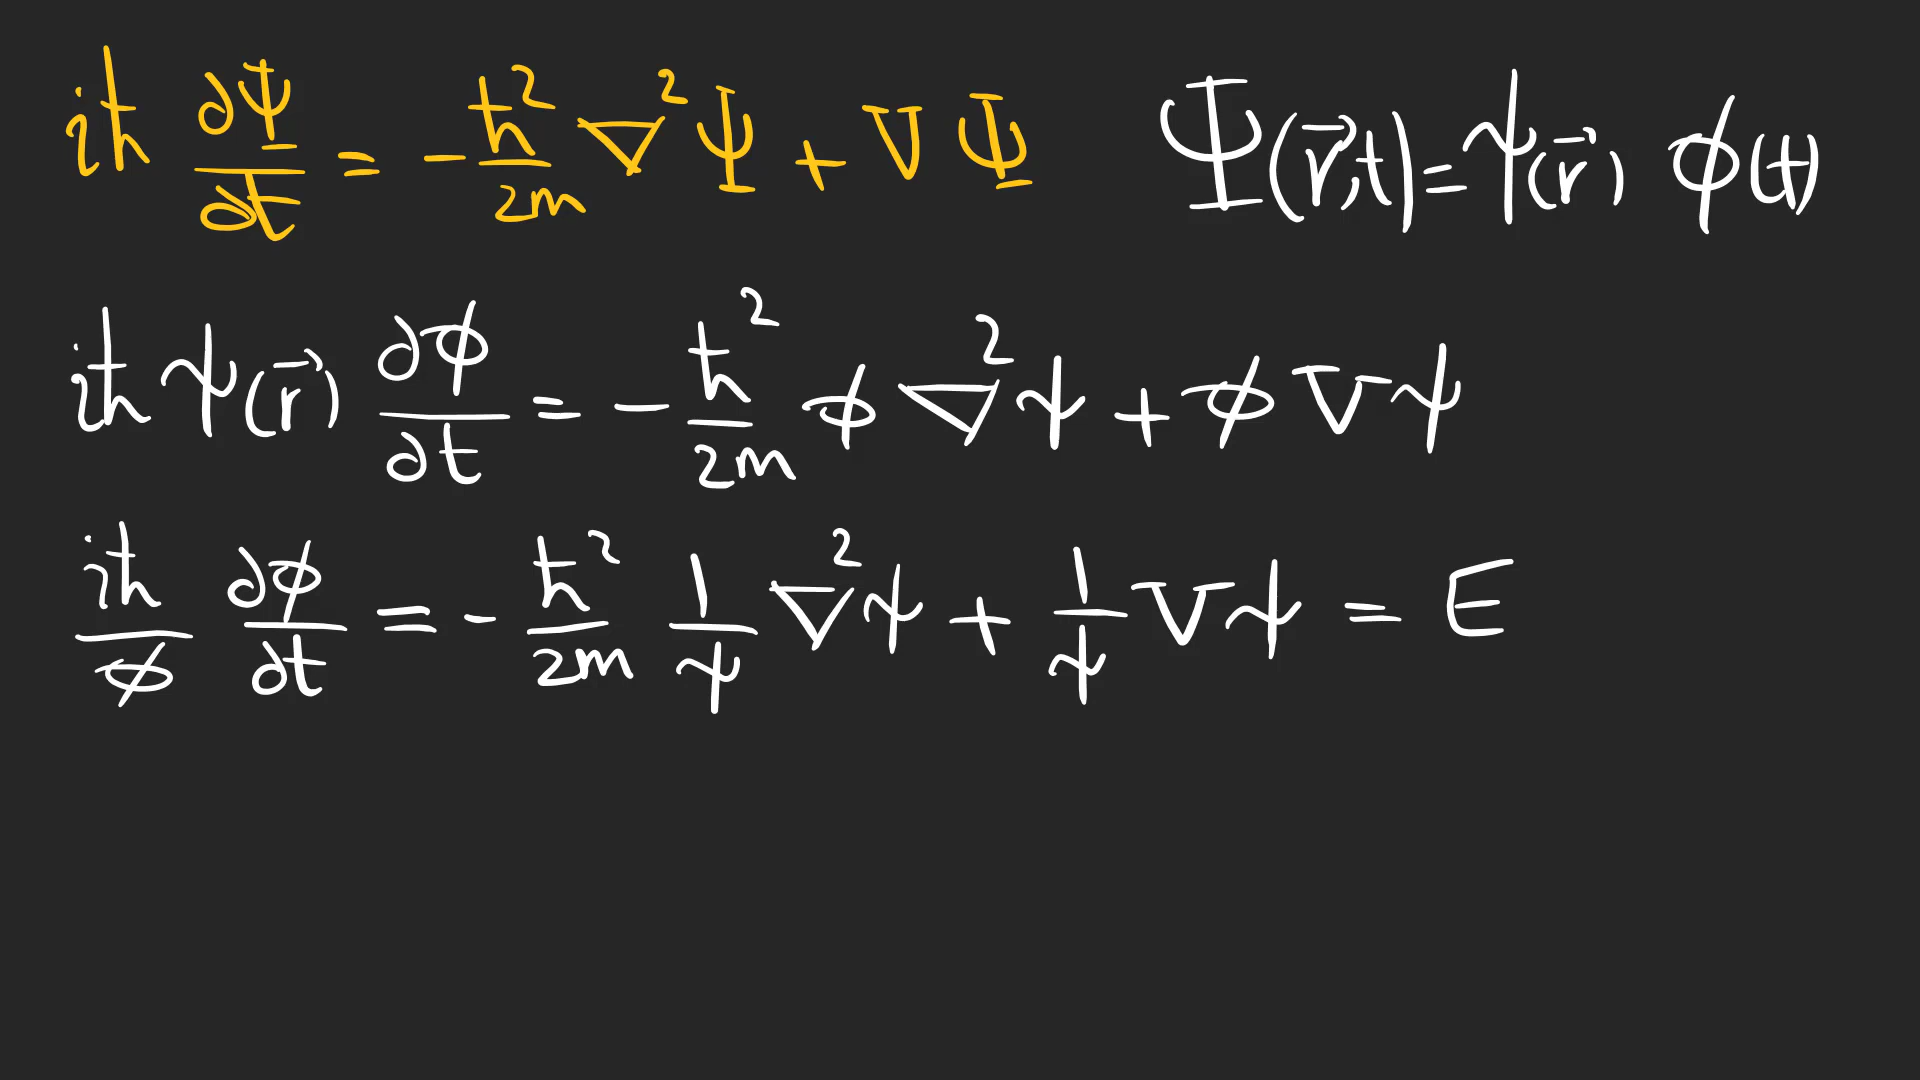 iħ ∂Ψ/∂t = -ħ²/2m ∇²Ψ + VΨ    Ψ(r⃗,t) = ψ(r⃗) ϕ(t)
iħ ψ(r⃗) ∂ϕ/∂t = -ħ²/2m ϕ ∇²ψ + ϕ V ψ
iħ/ϕ ∂ϕ/∂t = -ħ²/2m 1/ψ ∇²ψ + 1/ψ V ψ = E